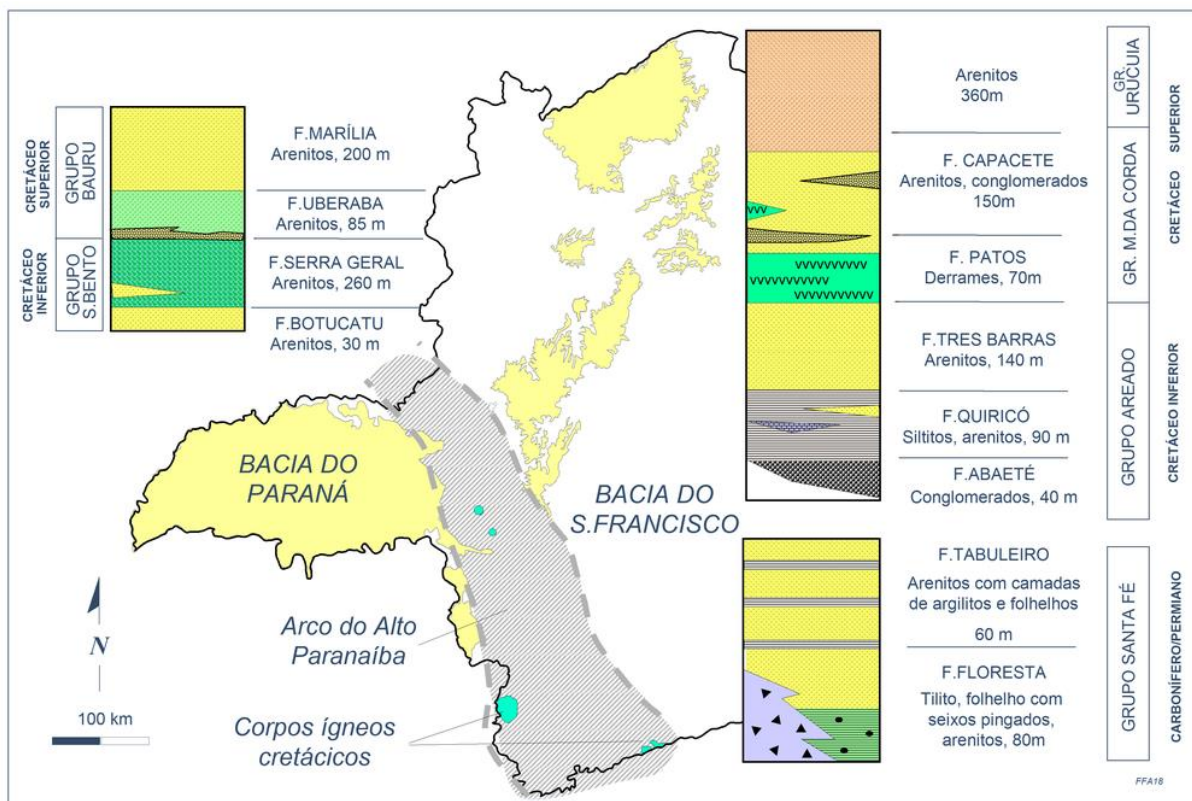 CRETÁCEO
SUPERIOR
GRUPO
BAURU
F.MARÍLIA
Arenitos, 200 m
F.UBERABA
Arenitos, 85 m
CRETÁCEO
INFERIOR
GRUPO
S.BENTO
F.SERRA GERAL
Arenitos, 260 m
F.BOTUCATU
Arenitos, 30 m
BACIA DO
PARANÁ
BACIA DO
S.FRANCISCO
Arco do Alto
Paranaíba
Corpos ígneos
cretácicos
N
100 km
Arenitos
360m
GR.
URUCUIA
F. CAPACETE
Arenitos, conglomerados
150m
F. PATOS
Derrames, 70m
GR. M.DA CORDA
CRETÁCEO SUPERIOR
F.TRES BARRAS
Arenitos, 140 m
F.QUIRICÓ
Siltitos, arenitos, 90 m
F.ABAETÉ
Conglomerados, 40 m
GRUPO AREADO
CRETÁCEO INFERIOR
F.TABULEIRO
Arenitos com camadas
de argilitos e folhelhos
60 m
F.FLORESTA
Tilito, folhelho com
seixos pingados,
arenitos, 80m
GRUPO SANTA FÉ
CARBONÍFERO/PERMIANO
FFA18